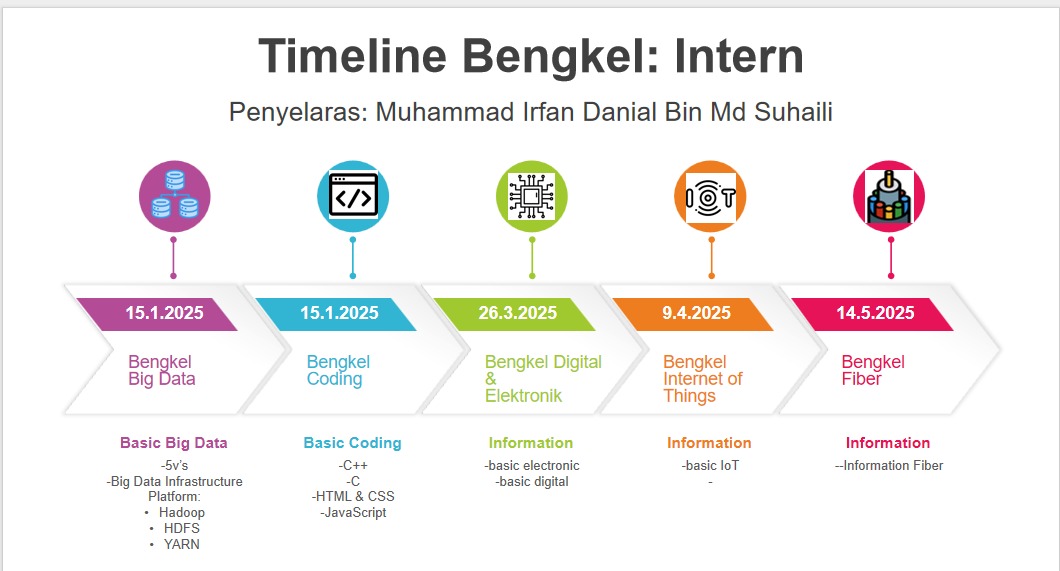 Timeline Bengkel: Intern
Penyelaras: Muhammad Irfan Danial Bin Md Suhaili
</>
IOT
15.1.2025
Bengkel
Big Data
15.1.2025
Bengkel
Coding
26.3.2025
Bengkel Digital
&
Elektronik
9.4.2025
Bengkel
Internet of
Things
14.5.2025
Bengkel
Fiber
Basic Big Data
-5v's
-Big Data Infrastructure
Platform:
• Hadoop
• HDFS
• YARN
Basic Coding
-C++
-C
-HTML & CSS
-JavaScript
Information
-basic electronic
-basic digital
Information
-basic IoT
-
Information
--Information Fiber